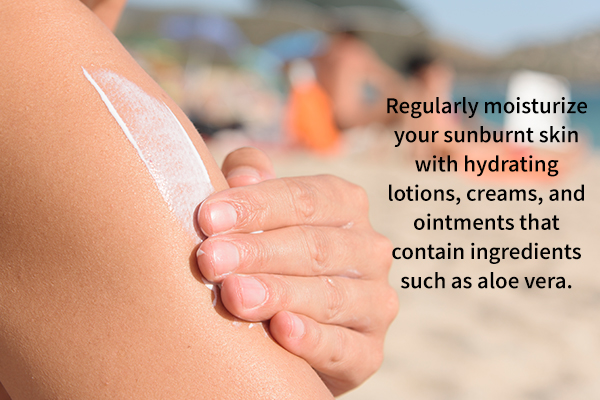 Regularly moisturize
your sunburnt skin
with hydrating
lotions, creams, and
ointments that
contain ingredients
such as aloe vera.